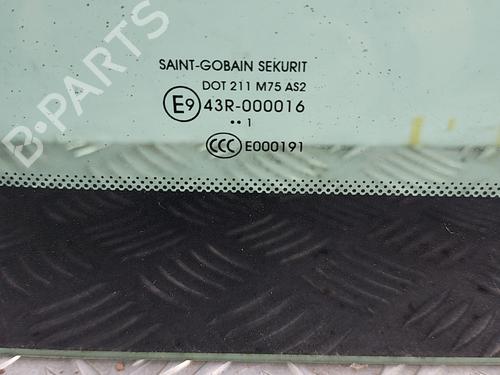 B-PARTS
SAINT-GOBAIN SEKURIT
DOT 211 M75 AS2
E9 43R-000016
•• 1
CCC E000191